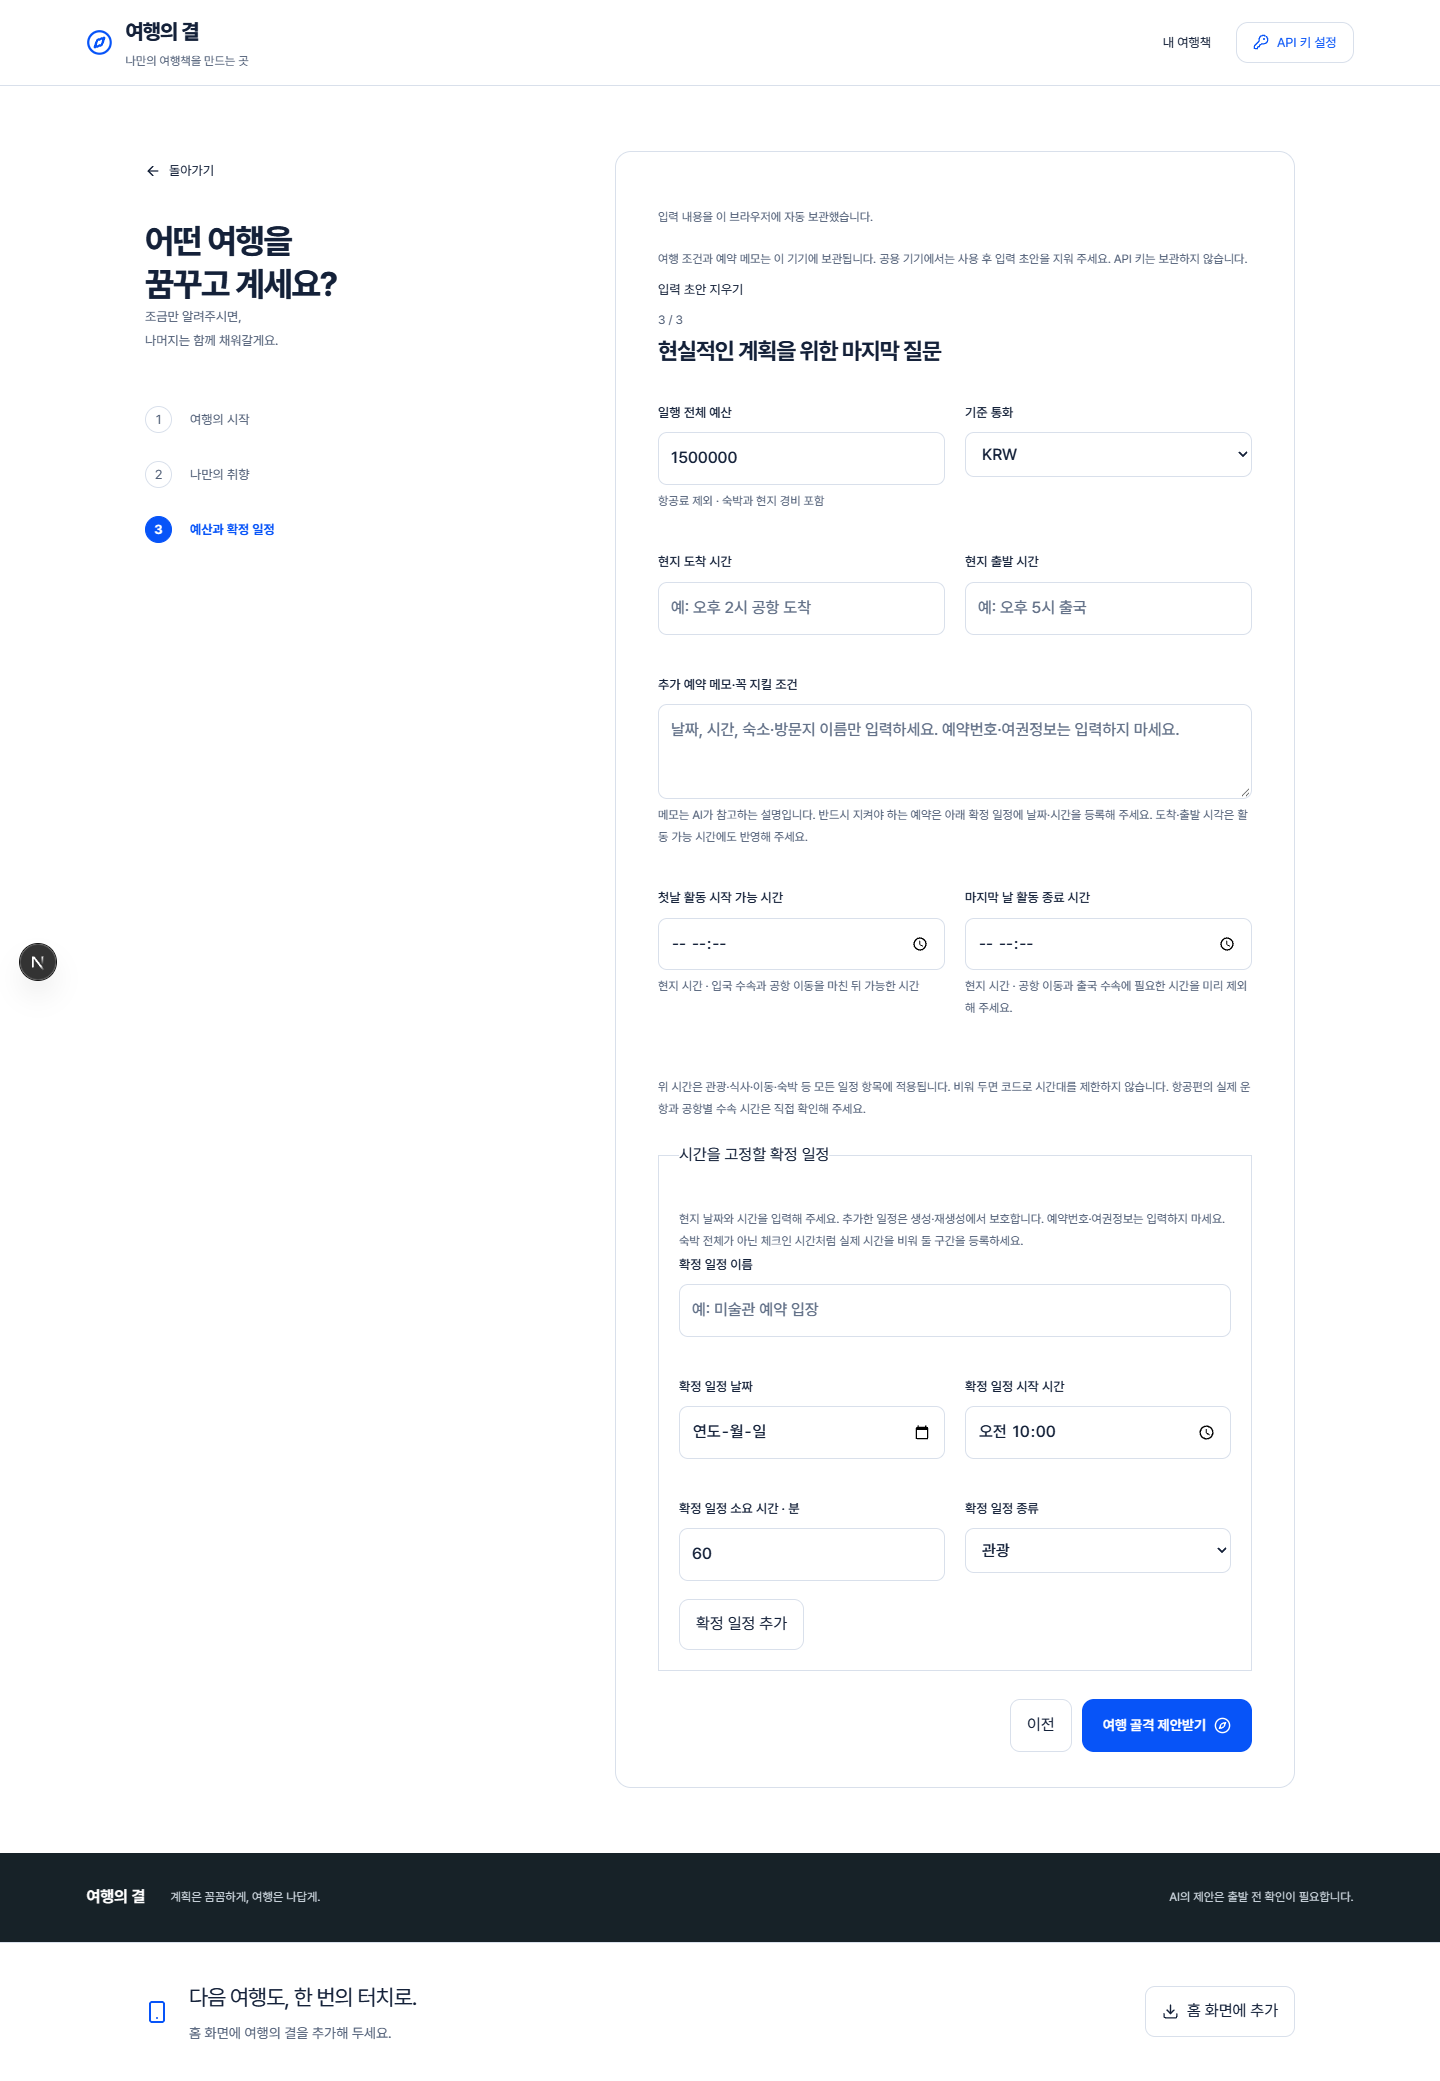 여행의 결
나만의 여행책을 만드는 곳
내 여행책
API 키 설정
돌아가기
어떤 여행을
꿈꾸고 계세요?
조금만 알려주시면,
나머지는 함께 채워갈게요.
1 여행의 시작
2 나만의 취향
3 예산과 확정 일정
입력 내용을 이 브라우저에 자동 보관했습니다.
여행 조건과 예약 메모는 이 기기에 보관됩니다. 공용 기기에서는 사용 후 입력 초안을 지워 주세요. API 키는 보관하지 않습니다.
입력 초안 지우기
3 / 3
현실적인 계획을 위한 마지막 질문
일행 전체 예산
1500000
항공료 제외 · 숙박과 현지 경비 포함
기준 통화
KRW
현지 도착 시간
예: 오후 2시 공항 도착
현지 출발 시간
예: 오후 5시 출국
추가 예약 메모·꼭 지킬 조건
날짜, 시간, 숙소·방문지 이름만 입력하세요. 예약번호·여권정보는 입력하지 마세요.
메모는 AI가 참고하는 설명입니다. 반드시 지켜야 하는 예약은 아래 확정 일정에 날짜·시간을 등록해 주세요. 도착·출발 시각은 활
동 가능 시간에도 반영해 주세요.
첫날 활동 시작 가능 시간
-- --:--
현지 시간 · 입국 수속과 공항 이동을 마친 뒤 가능한 시간
마지막 날 활동 종료 시간
-- --:--
현지 시간 · 공항 이동과 출국 수속에 필요한 시간을 미리 제외
해 주세요.
위 시간은 관광·식사·이동·숙박 등 모든 일정 항목에 적용됩니다. 비워 두면 코드로 시간대를 제한하지 않습니다. 항공편의 실제 운
항과 공항별 수속 시간은 직접 확인해 주세요.
시간을 고정할 확정 일정
현지 날짜와 시간을 입력해 주세요. 추가한 일정은 생성·재생성에서 보호합니다. 예약번호·여권정보는 입력하지 마세요.
숙박 전체가 아닌 체크인 시간처럼 실제 시간을 비워 둘 구간을 등록하세요.
확정 일정 이름
예: 미술관 예약 입장
확정 일정 날짜
연도-월-일
확정 일정 시작 시간
오전 10:00
확정 일정 소요 시간 · 분
60
확정 일정 종류
관광
확정 일정 추가
이전
여행 골격 제안받기
여행의 결
계획은 꼼꼼하게, 여행은 나답게.
AI의 제안은 출발 전 확인이 필요합니다.
다음 여행도, 한 번의 터치로.
홈 화면에 여행의 결을 추가해 두세요.
홈 화면에 추가